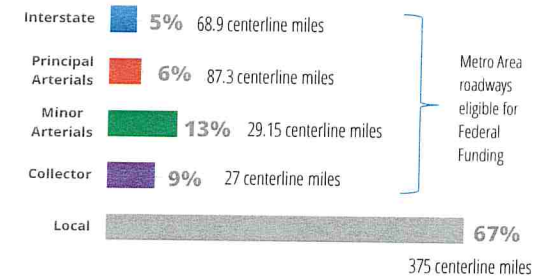 Interstate 5% 68.9 centerline miles
Principal
Arterials 6% 87.3 centerline miles
Minor
Arterials 13% 29.15 centerline miles
Collector 9% 27 centerline miles
Metro Area
roadways
eligible for
Federal
Funding
Local 67%
375 centerline miles